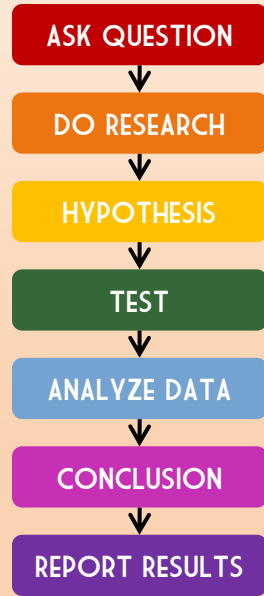 ASK QUESTION
DO RESEARCH
HYPOTHESIS
TEST
ANALYZE DATA
CONCLUSION
REPORT RESULTS